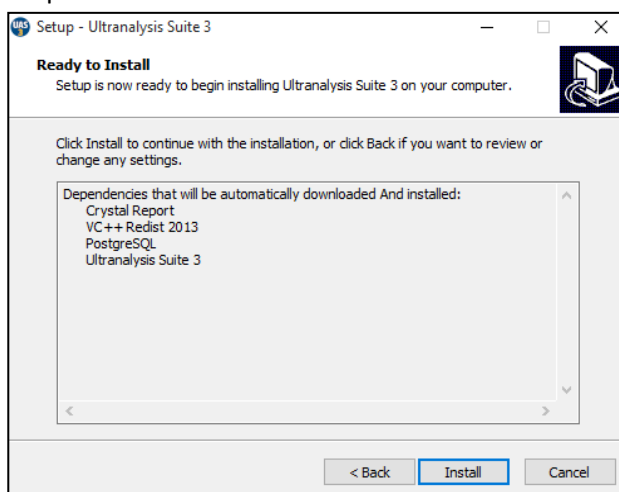 UAS
3
Setup - Ultranalysis Suite 3
Ready to Install
Setup is now ready to begin installing Ultranalysis Suite 3 on your computer.
Click Install to continue with the installation, or click Back if you want to review or
change any settings.
Dependencies that will be automatically downloaded And installed:
Crystal Report
VC++ Redist 2013
PostgreSQL
Ultranalysis Suite 3
< Back
Install
Cancel